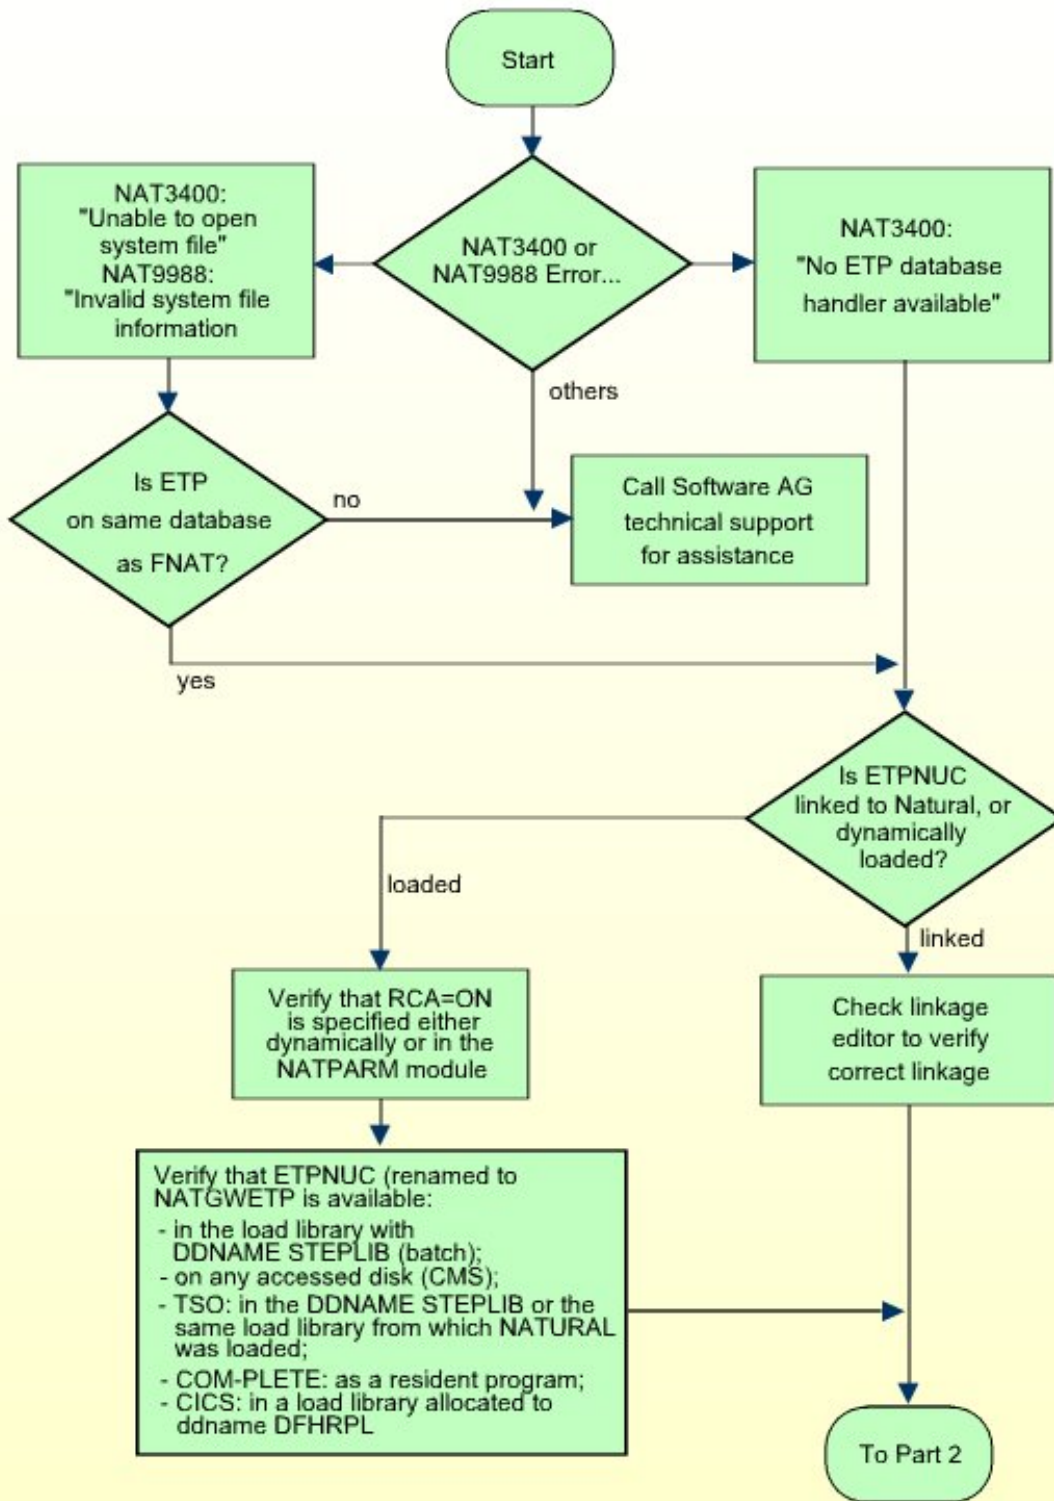 Start
NAT3400:
"Unable to open
system file"
NAT9988:
"Invalid system file
information
NAT3400 or
NAT9988 Error...
NAT3400:
"No ETP database
handler available"
others
Is ETP
on same database
as FNAT?
no
Call Software AG
technical support
for assistance
yes
Is ETPNUC
linked to Natural, or
dynamically
loaded?
loaded
linked
Verify that RCA=ON
is specified either
dynamically or in the
NATPARM module
Check linkage
editor to verify
correct linkage
Verify that ETPNUC (renamed to
NATGWETP is available:
- in the load library with
DDNAME STEPLIB (batch);
- on any accessed disk (CMS);
- TSO: in the DDNAME STEPLIB or the
same load library from which NATURAL
was loaded;
- COM-PLETE: as a resident program;
- CICS: in a load library allocated to
ddname DFHRPL
To Part 2